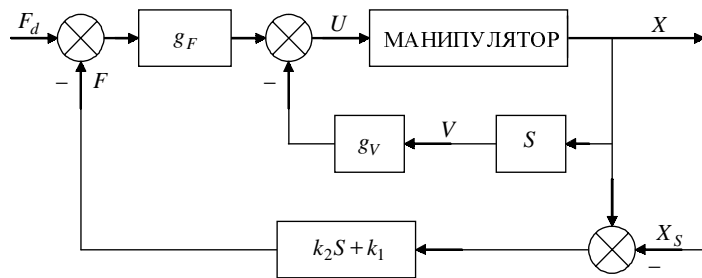 F_d
g_F
U
МАНИПУЛЯТОР
X
−
F
−
g_V
V
S
k_2S + k_1
X_S
−